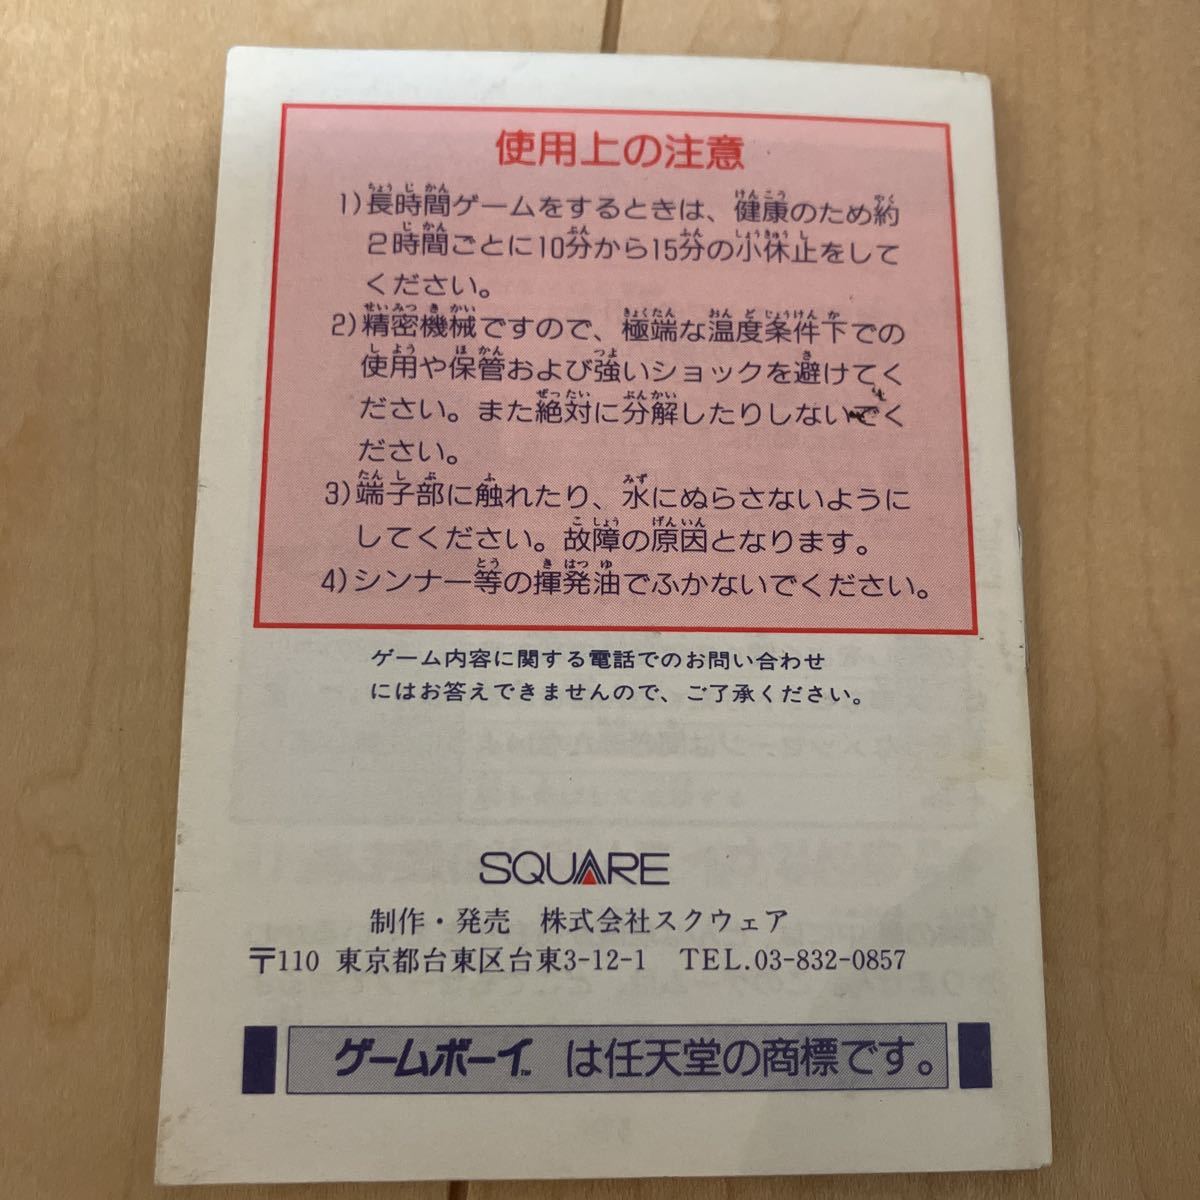 使用上の注意
1)長時間ゲームをするときは、健康のため約
2時間ごとに10分から15分の小休止をして
ください。
2)精密機械ですので、極端な温度条件下での
使用や保管および強いショックを避けてく
ださい。また絶対に分解したりしないでく
ださい。
3)端子部に触れたり、水にぬらさないように
してください。故障の原因となります。
4)シンナー等の揮発油でふかないでください。
ゲーム内容に関する電話でのお問い合わせ
にはお答えできませんので、ご了承ください。
SQUARE
制作・発売 株式会社スクウェア
〒110 東京都台東区台東3-12-1 TEL.03-832-0857
ゲームボーイ™ は任天堂の商標です。